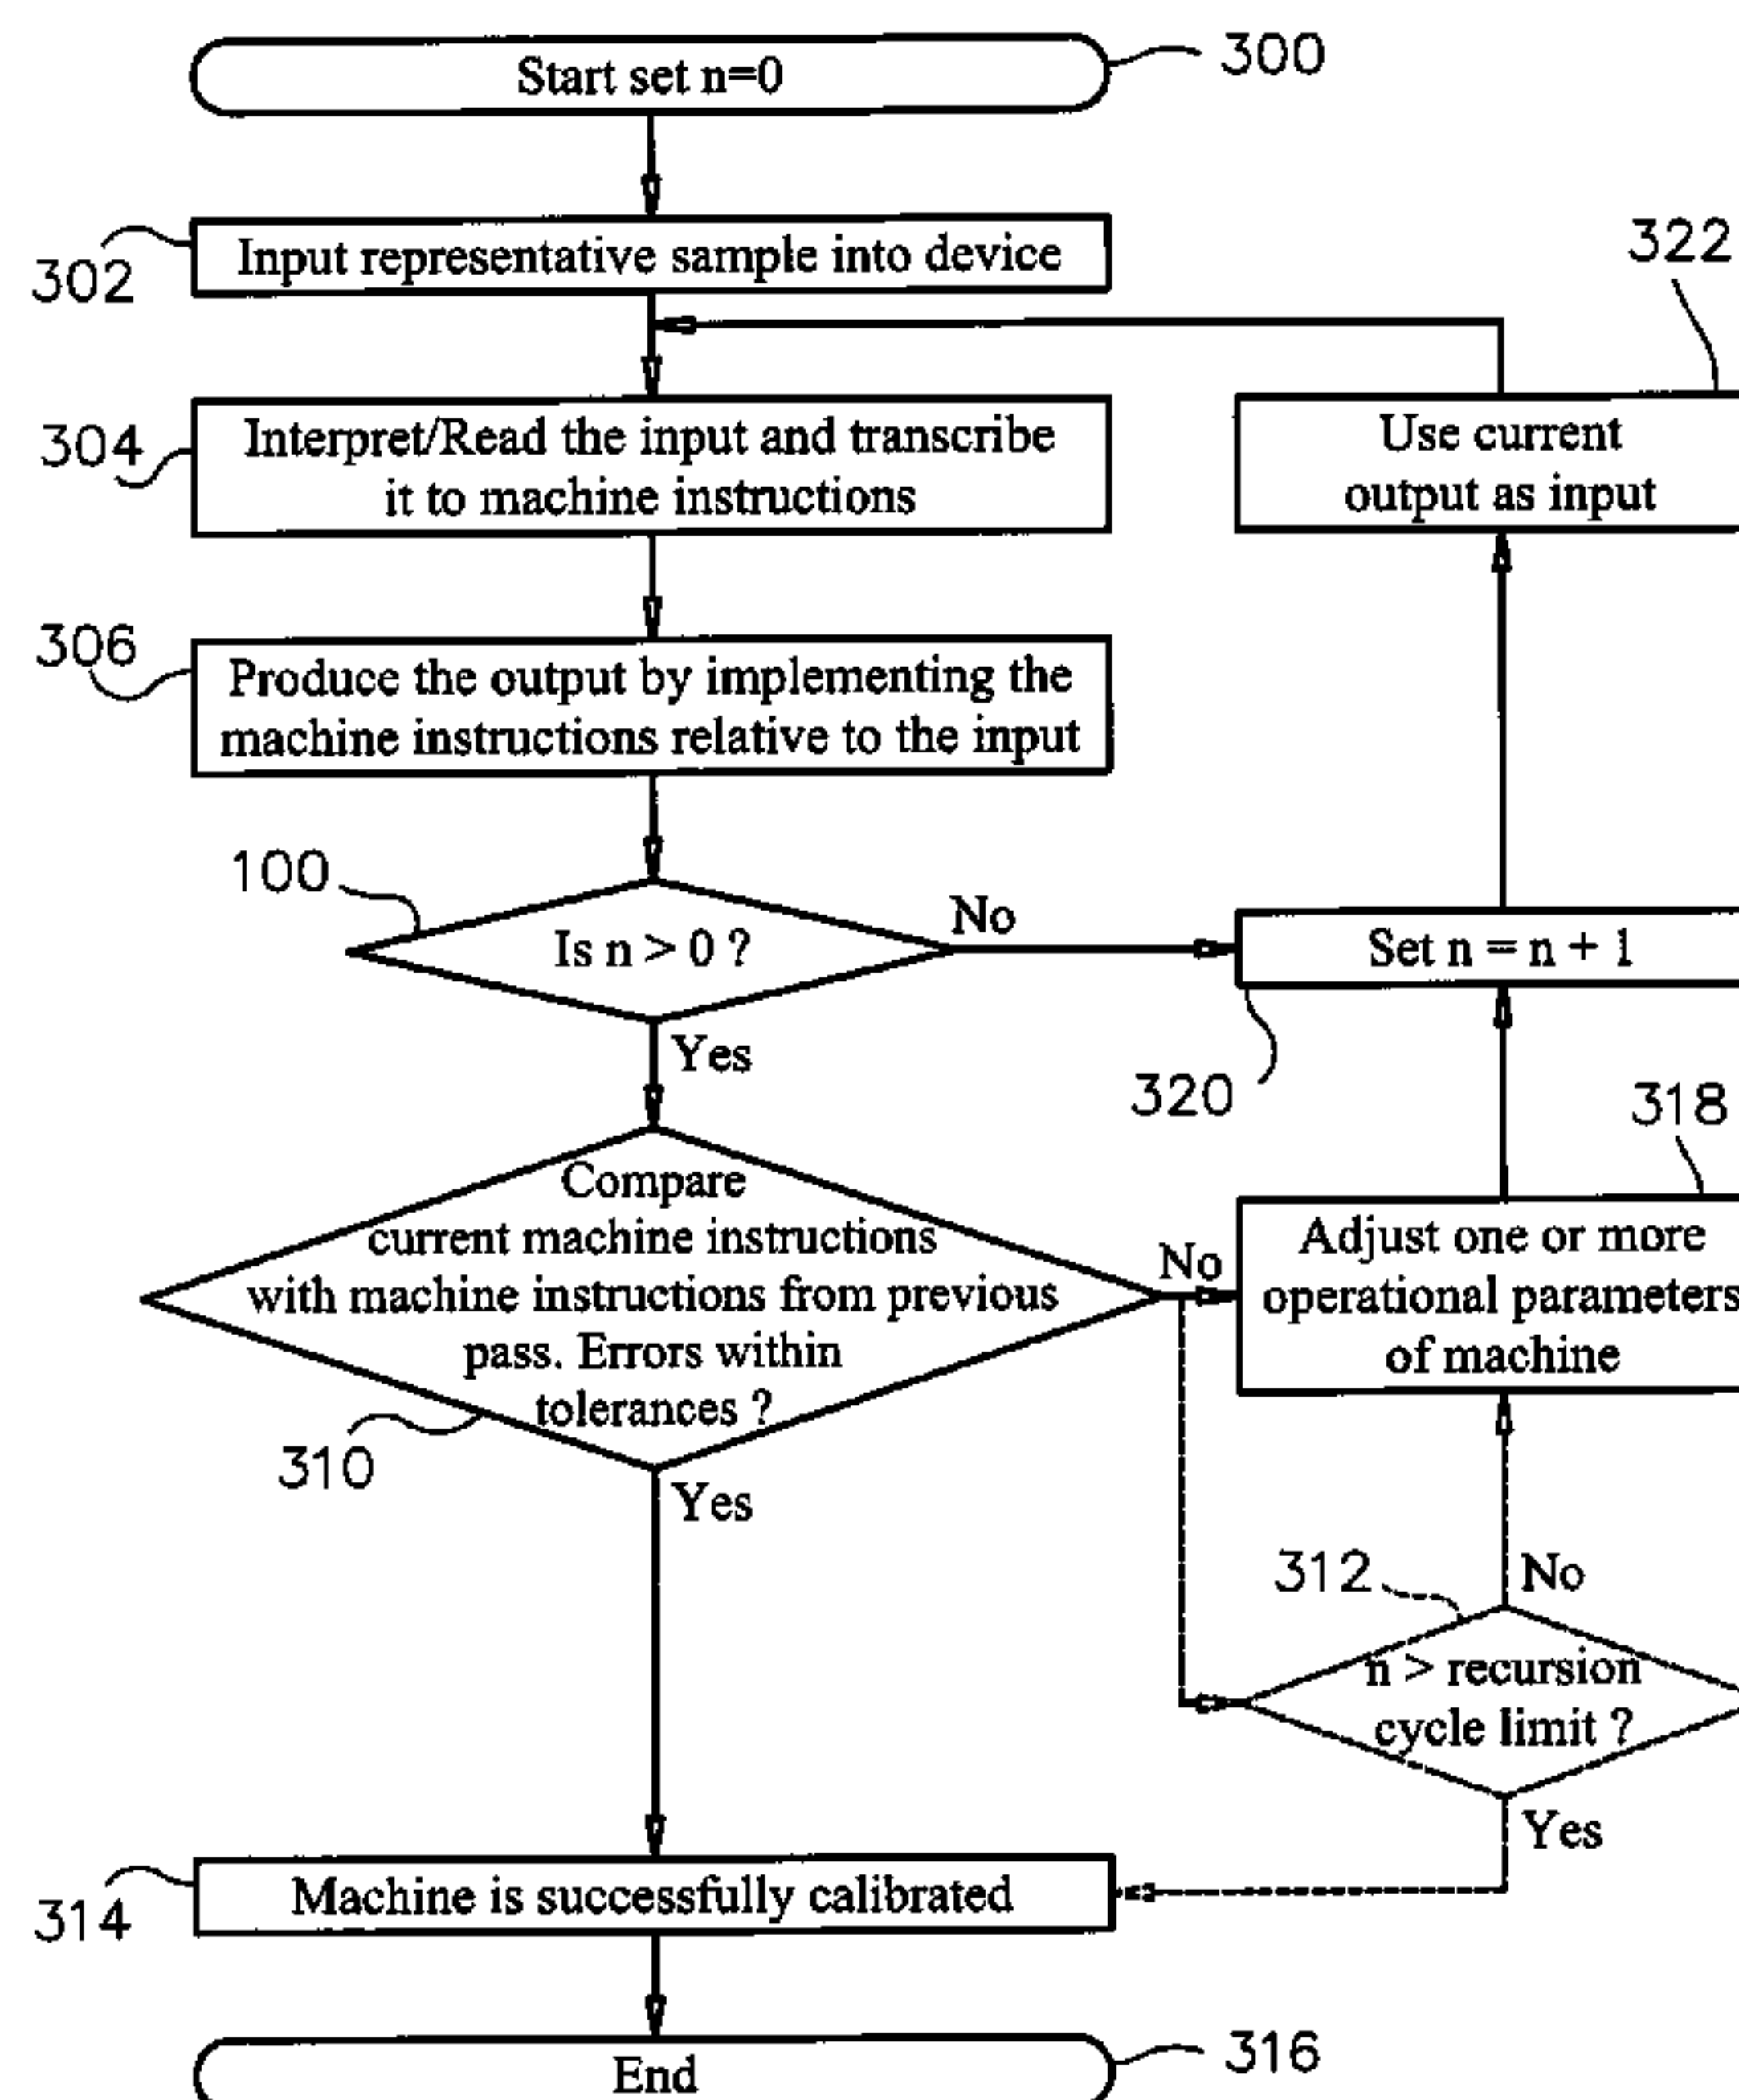 Start set n=0
300
Input representative sample into device
302
322
Interpret/Read the input and transcribe
it to machine instructions
304
Use current
output as input
306
Produce the output by implementing the
machine instructions relative to the input
100
Is n > 0 ?
No
Set n = n + 1
Yes
320
318
Compare
current machine instructions
with machine instructions from previous
pass. Errors within
tolerances ?
No
Adjust one or more
operational parameters
of machine
310
Yes
312
No
n > recursion
cycle limit ?
Yes
Machine is successfully calibrated
314
End
316